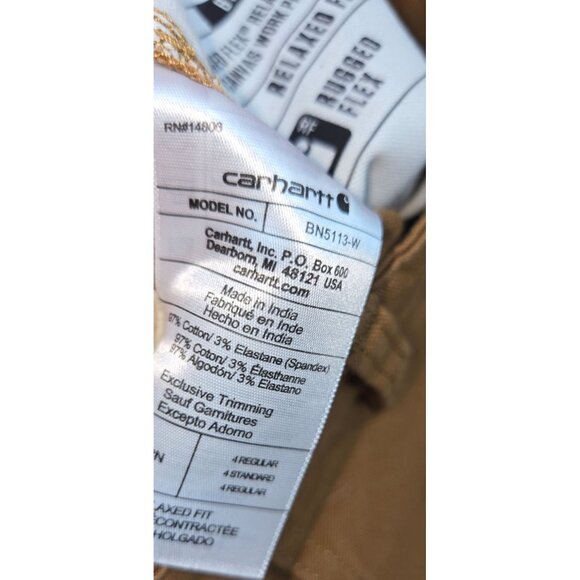 RELAXED F
RUGGED
FLEX
RF
RN#14806
carhartt
MODEL NO.
BN5113-W
Carhartt, Inc. P.O. Box 600
Dearborn, MI 48121 USA
carhartt.com
Made in India
Fabriqué en Inde
Hecho en India
97% Cotton/ 3% Elastane (Spandex)
97% Coton/ 3% Élasthanne
97% Algodón/ 3% Elastano
Exclusive Trimming
Sauf Garnitures
Excepto Adorno
4 REGULAR
4 STANDARD
4 REGULAR
AXED FIT
ÉCONTRACTÉE
HOLGADO